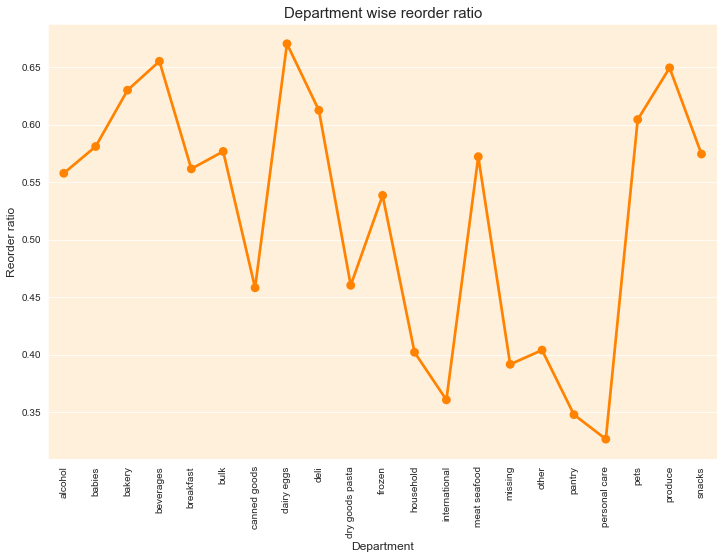 Department wise reorder ratio
Reorder ratio
0.65
0.60
0.55
0.50
0.45
0.40
0.35
alcohol
babies
bakery
beverages
breakfast
bulk
canned goods
dairy eggs
deli
dry goods pasta
frozen
household
international
meat seafood
missing
other
pantry
personal care
pets
produce
snacks
Department